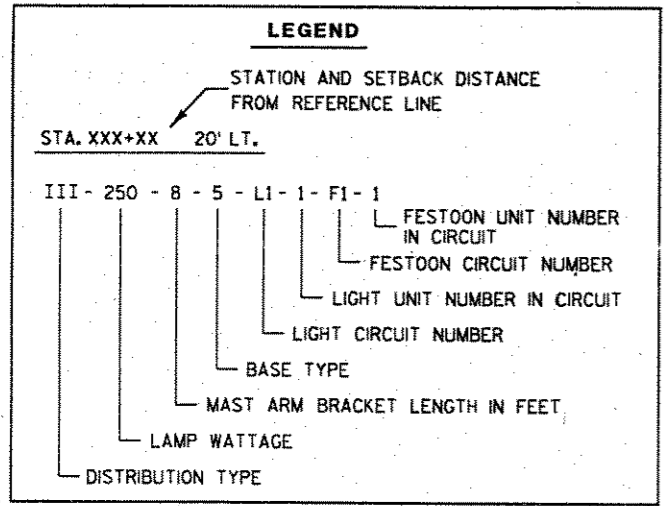 LEGEND
STATION AND SETBACK DISTANCE
FROM REFERENCE LINE
STA. XXX+XX 20' LT.
III - 250 - 8 - 5 - L1 - 1 - F1 - 1
FESTOON UNIT NUMBER
IN CIRCUIT
FESTOON CIRCUIT NUMBER
LIGHT UNIT NUMBER IN CIRCUIT
LIGHT CIRCUIT NUMBER
BASE TYPE
MAST ARM BRACKET LENGTH IN FEET
LAMP WATTAGE
DISTRIBUTION TYPE